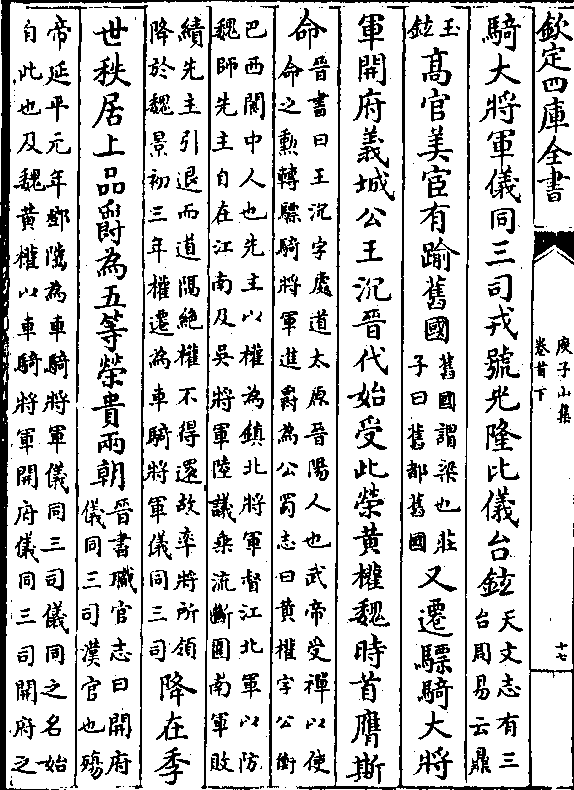 欽定四庫全書
庾子山集
卷首下
十七
騎大將軍儀同三司戎號光隆比儀台鉉
天文志有三
台周易云鼎
玉
鉉
高官美宦有踰舊國
舊國謂梁也莊
子曰舊都舊國
又遷驃騎大將
軍開府義城公王沉晉代始受此榮黃權魏時首膺斯
命
晉書曰王沉字處道太原晉陽人也武帝受禪以使
命之勲轉驃騎將軍進爵為公蜀志曰黃權字公衡
巴西閬中人也先主以權為鎮北將軍督江北軍以防
魏師先主自在江南及吳將軍陸議乘流斷圍南軍敗
績先主引退而道隔絶權不得還故率將所領
降於魏景初三年權遷為車騎將軍儀同三司
降在季
世秩居上品爵為五等榮貴兩朝
晉書職官志曰開府
儀同三司漢官也殤
帝延平元年鄧隲為車騎將軍儀同三司儀同之名始
自此也及魏黃權以車騎將軍開府儀同三司開府之